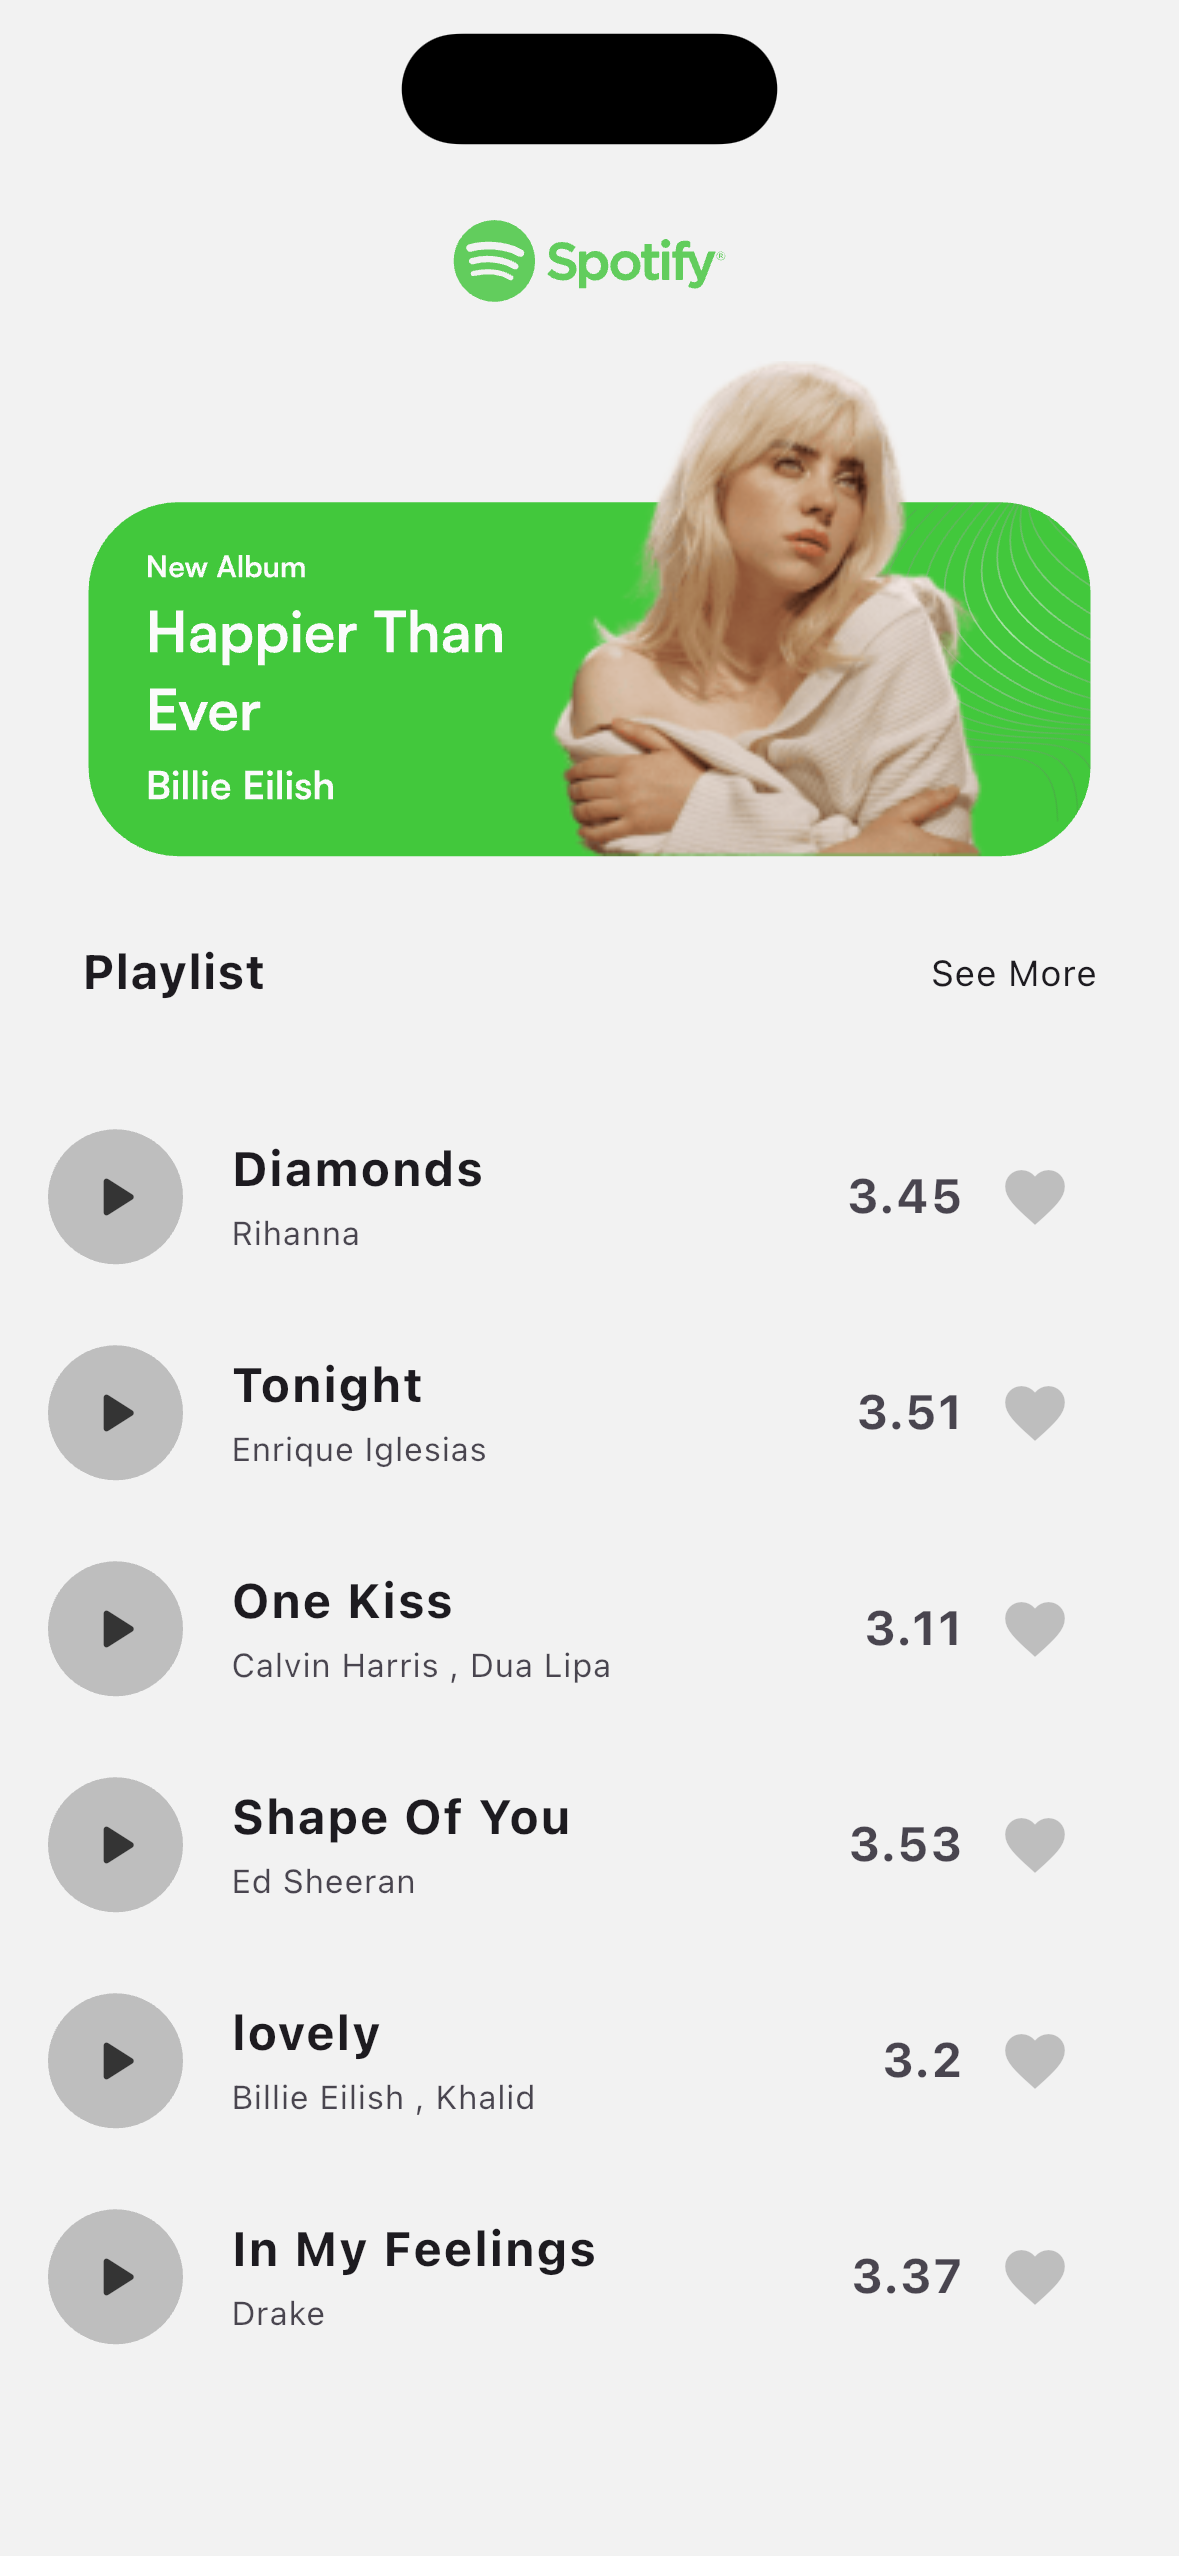 Spotify®
New Album
Happier Than
Ever
Billie Eilish
Playlist
See More
Diamonds
Rihanna
3.45
Tonight
Enrique Iglesias
3.51
One Kiss
Calvin Harris , Dua Lipa
3.11
Shape Of You
Ed Sheeran
3.53
lovely
Billie Eilish , Khalid
3.2
In My Feelings
Drake
3.37